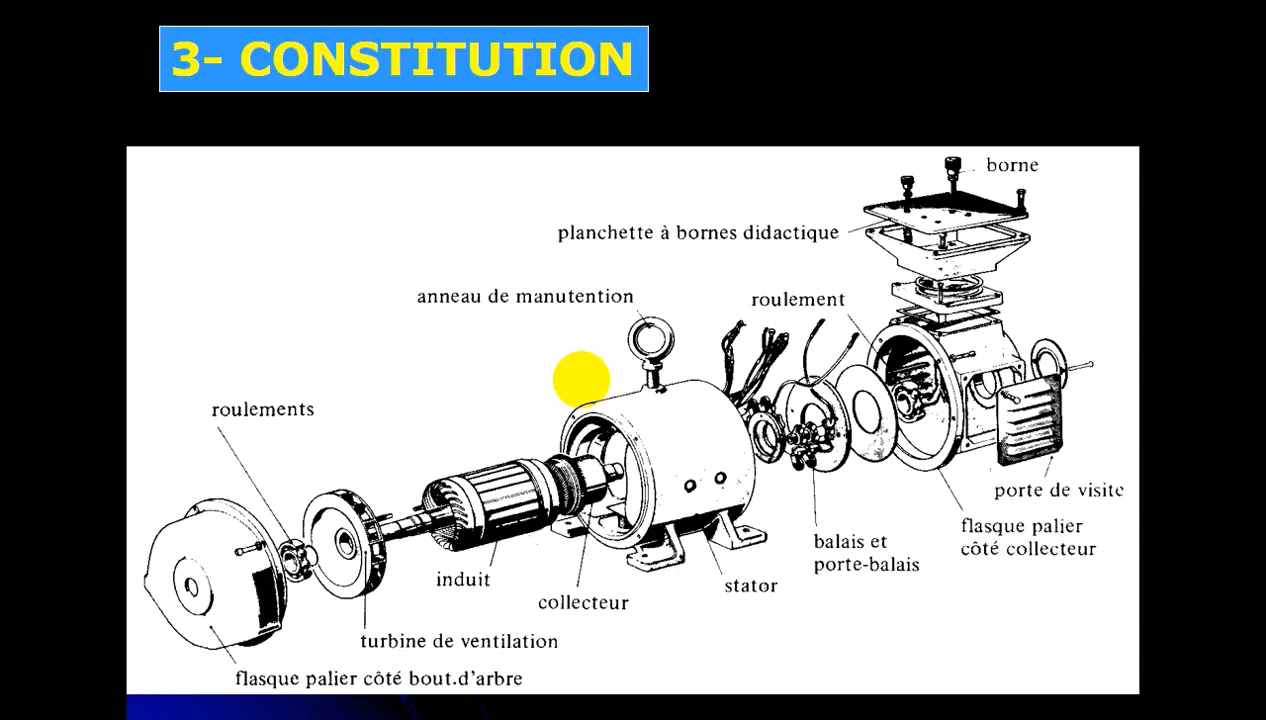 3- CONSTITUTION
borne
planchette à bornes didactique
anneau de manutention
roulement
roulements
porte de visite
flasque palier
côté collecteur
balais et
porte-balais
induit
stator
collecteur
turbine de ventilation
flasque palier côté bout.d'arbre